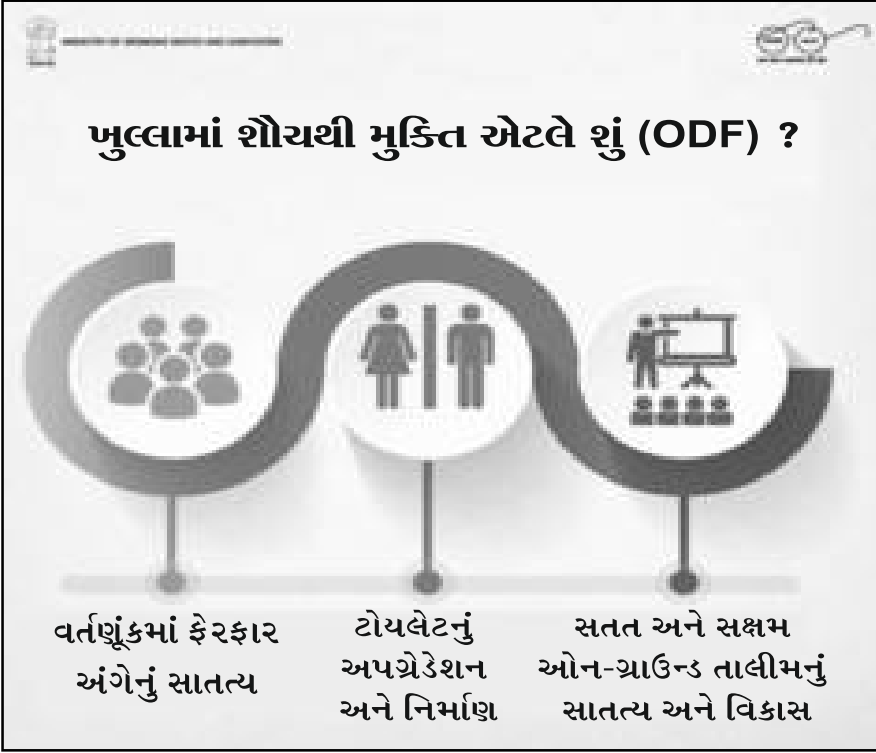 ખુલ્લામાં શૌચથી મુક્તિ એટલે શું (ODF) ?
વર્તણૂંકમાં ફેરફાર
અંગેનું સાતત્ય
ટોયલેટનું
અપગ્રેડેશન
અને નિર્માણ
સતત અને સક્ષમ
ઓન-ગ્રાઉન્ડ તાલીમનું
સાતત્ય અને વિકાસ